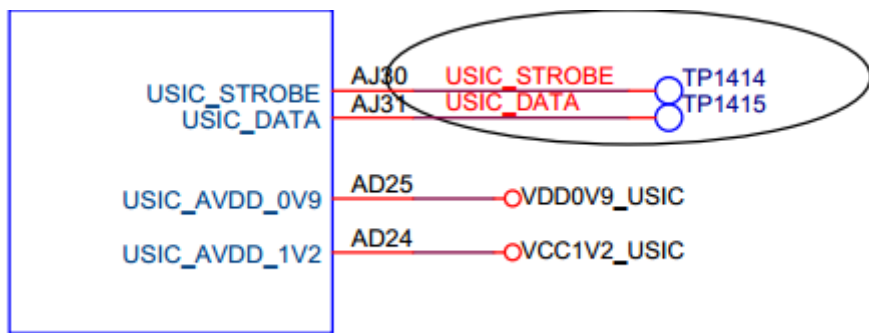 USIC_STROBE AJ30 USIC_STROBE TP1414
USIC_DATA AJ31 USIC_DATA TP1415
USIC_AVDD_0V9 AD25 VDD0V9_USIC
USIC_AVDD_1V2 AD24 VCC1V2_USIC